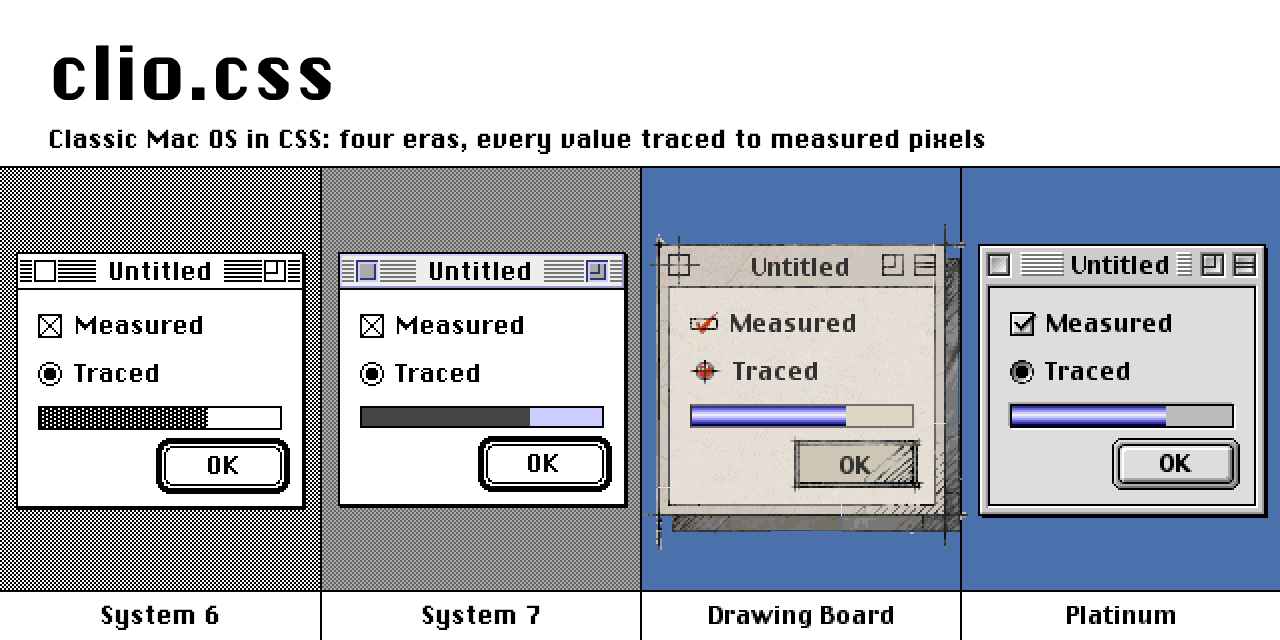 clio.css
Classic Mac OS in CSS: four eras, every value traced to measured pixels
Untitled
Measured
Traced
OK
System 6
Untitled
Measured
Traced
OK
System 7
Untitled
Measured
Traced
OK
Drawing Board
Untitled
Measured
Traced
OK
Platinum